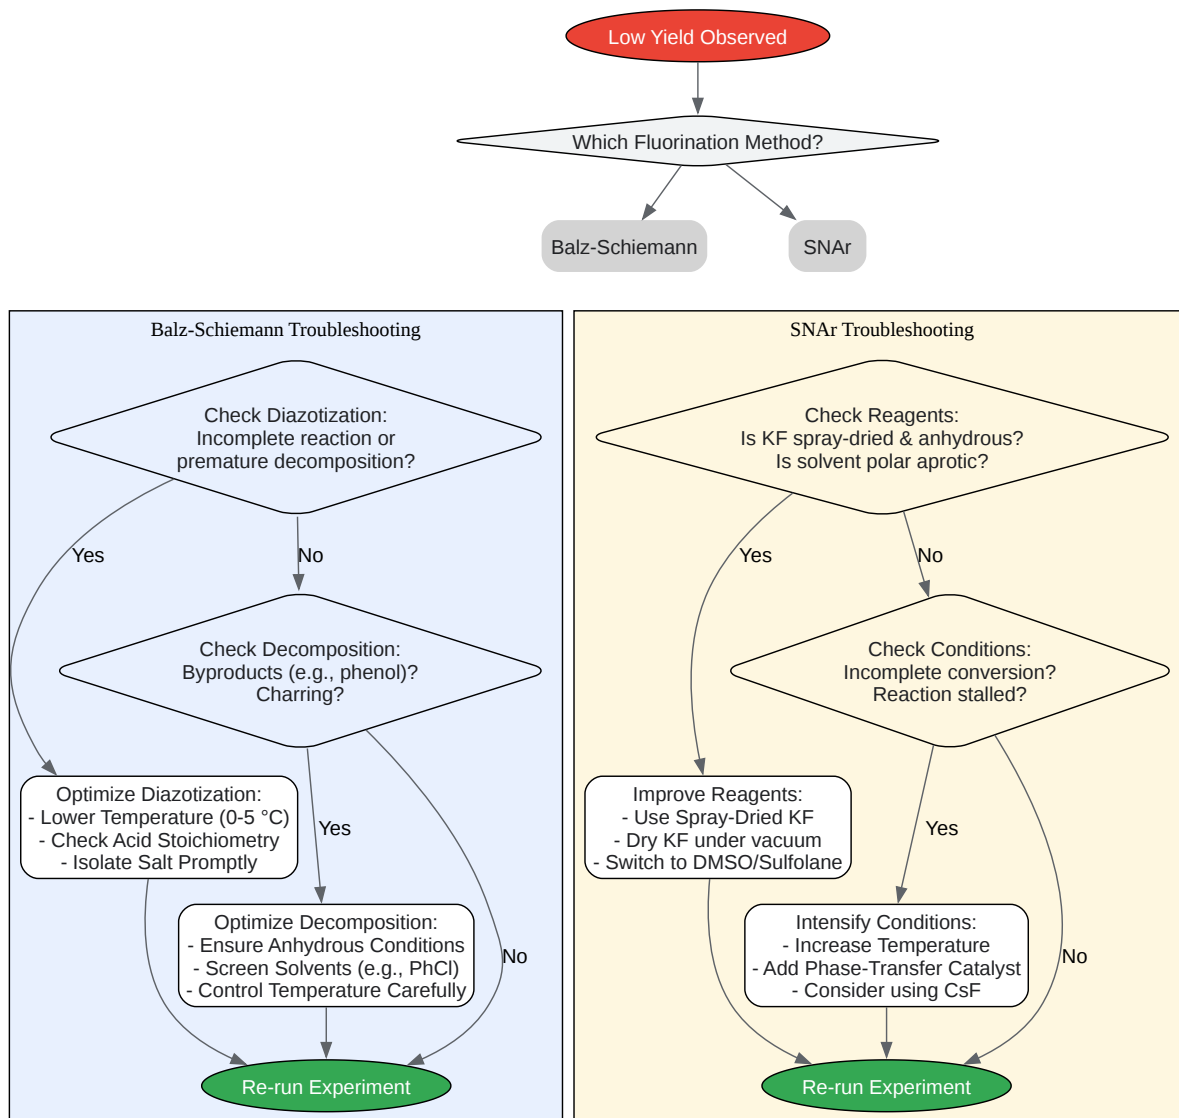 Low Yield Observed
Which Fluorination Method?
Balz-Schiemann
SNAr
Balz-Schiemann Troubleshooting
Check Diazotization:
Incomplete reaction or
premature decomposition?
Yes
No
Check Decomposition:
Byproducts (e.g., phenol)?
Charring?
Optimize Diazotization:
- Lower Temperature (0-5 °C)
- Check Acid Stoichiometry
- Isolate Salt Promptly
Yes
No
Optimize Decomposition:
- Ensure Anhydrous Conditions
- Screen Solvents (e.g., PhCl)
- Control Temperature Carefully
Re-run Experiment
SNAr Troubleshooting
Check Reagents:
Is KF spray-dried & anhydrous?
Is solvent polar aprotic?
Yes
No
Check Conditions:
Incomplete conversion?
Reaction stalled?
Improve Reagents:
- Use Spray-Dried KF
- Dry KF under vacuum
- Switch to DMSO/Sulfolane
Yes
No
Intensify Conditions:
- Increase Temperature
- Add Phase-Transfer Catalyst
- Consider using CsF
Re-run Experiment